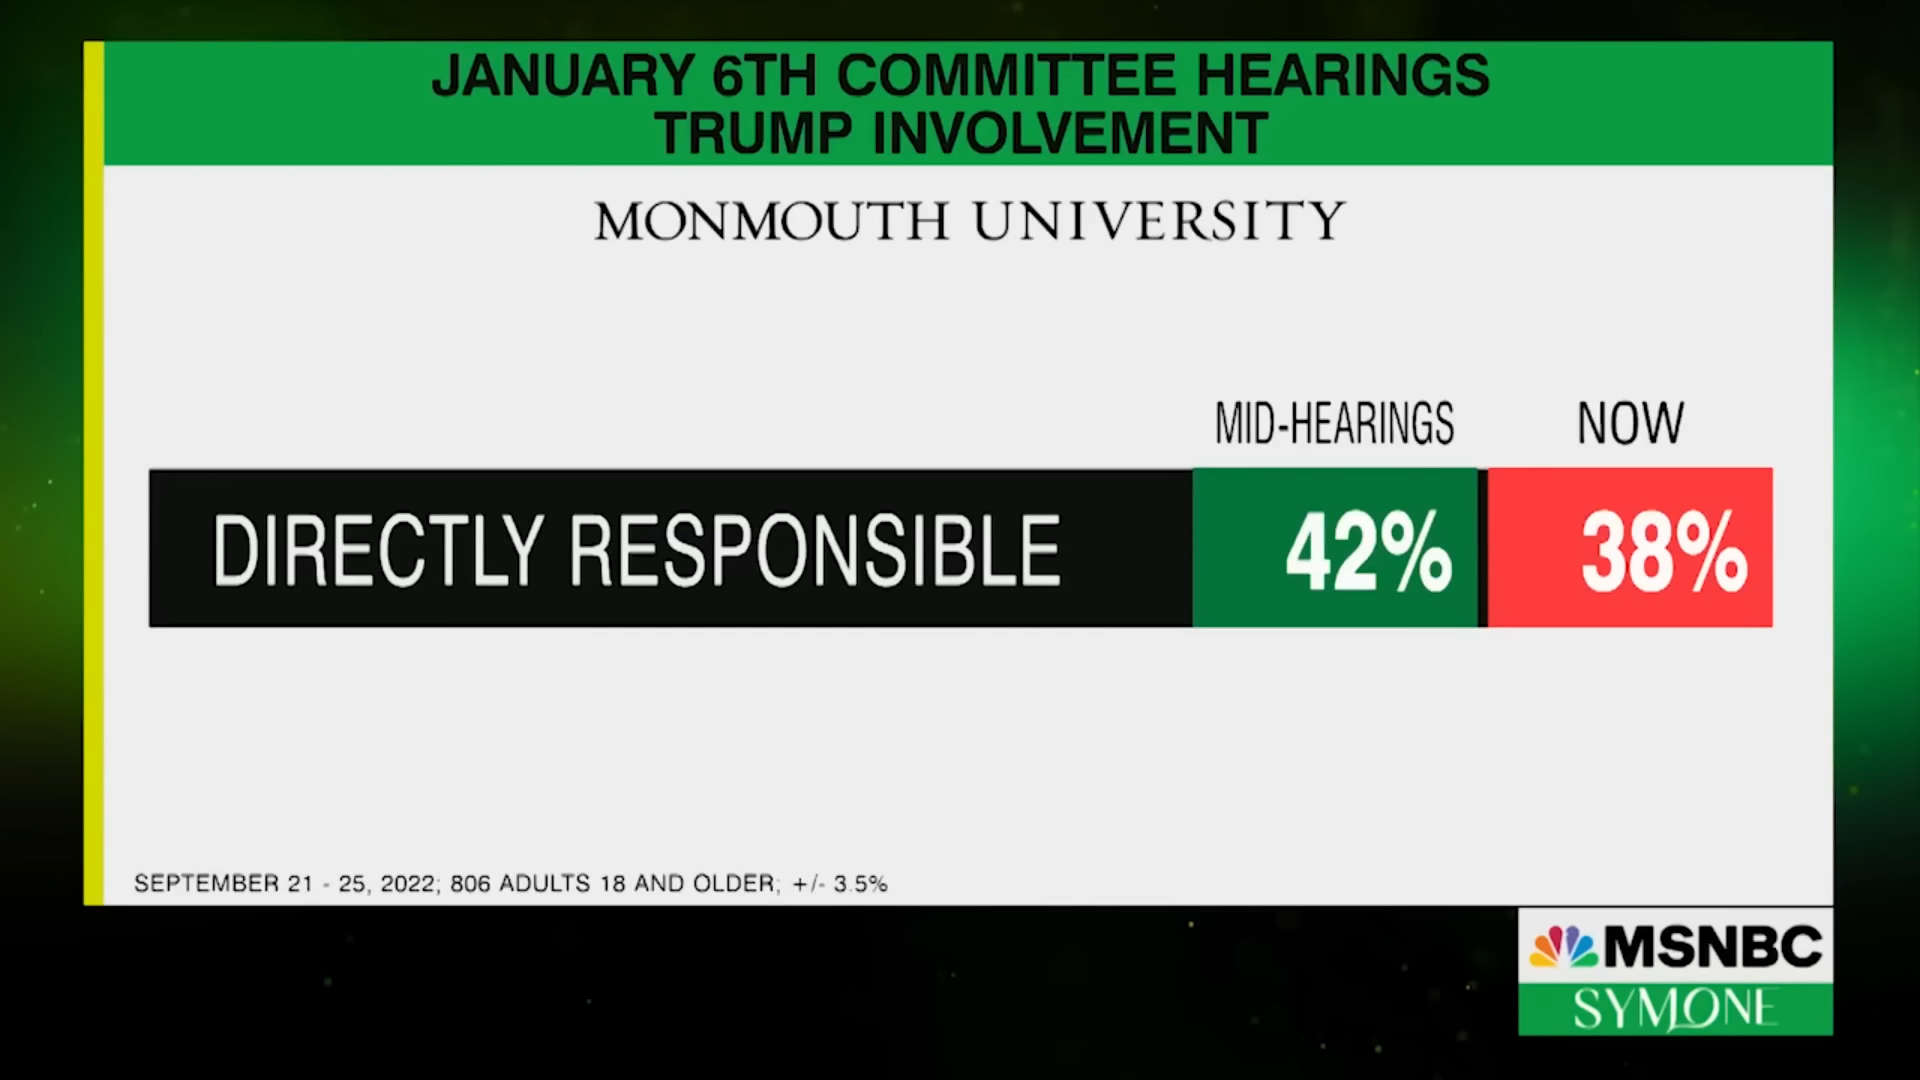 JANUARY 6TH COMMITTEE HEARINGS
TRUMP INVOLVEMENT
MONMOUTH UNIVERSITY
MID-HEARINGS NOW
DIRECTLY RESPONSIBLE 42% 38%
SEPTEMBER 21 - 25, 2022; 806 ADULTS 18 AND OLDER; +/- 3.5%
MSNBC
SYMONE